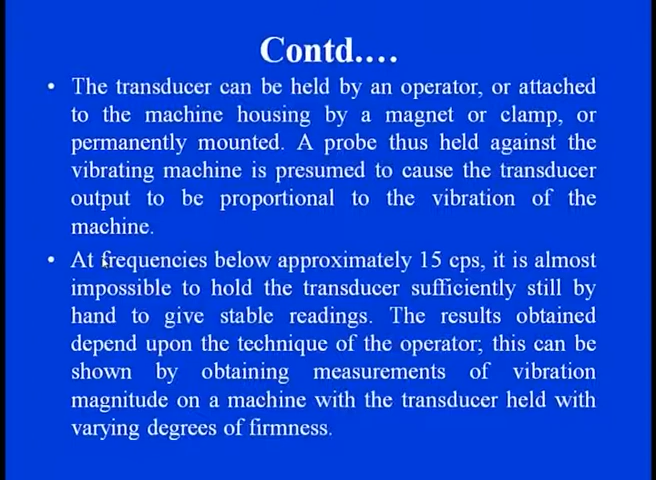 Contd.…
• The transducer can be held by an operator, or attached
to the machine housing by a magnet or clamp, or
permanently mounted. A probe thus held against the
vibrating machine is presumed to cause the transducer
output to be proportional to the vibration of the
machine.
• At frequencies below approximately 15 cps, it is almost
impossible to hold the transducer sufficiently still by
hand to give stable readings. The results obtained
depend upon the technique of the operator; this can be
shown by obtaining measurements of vibration
magnitude on a machine with the transducer held with
varying degrees of firmness.